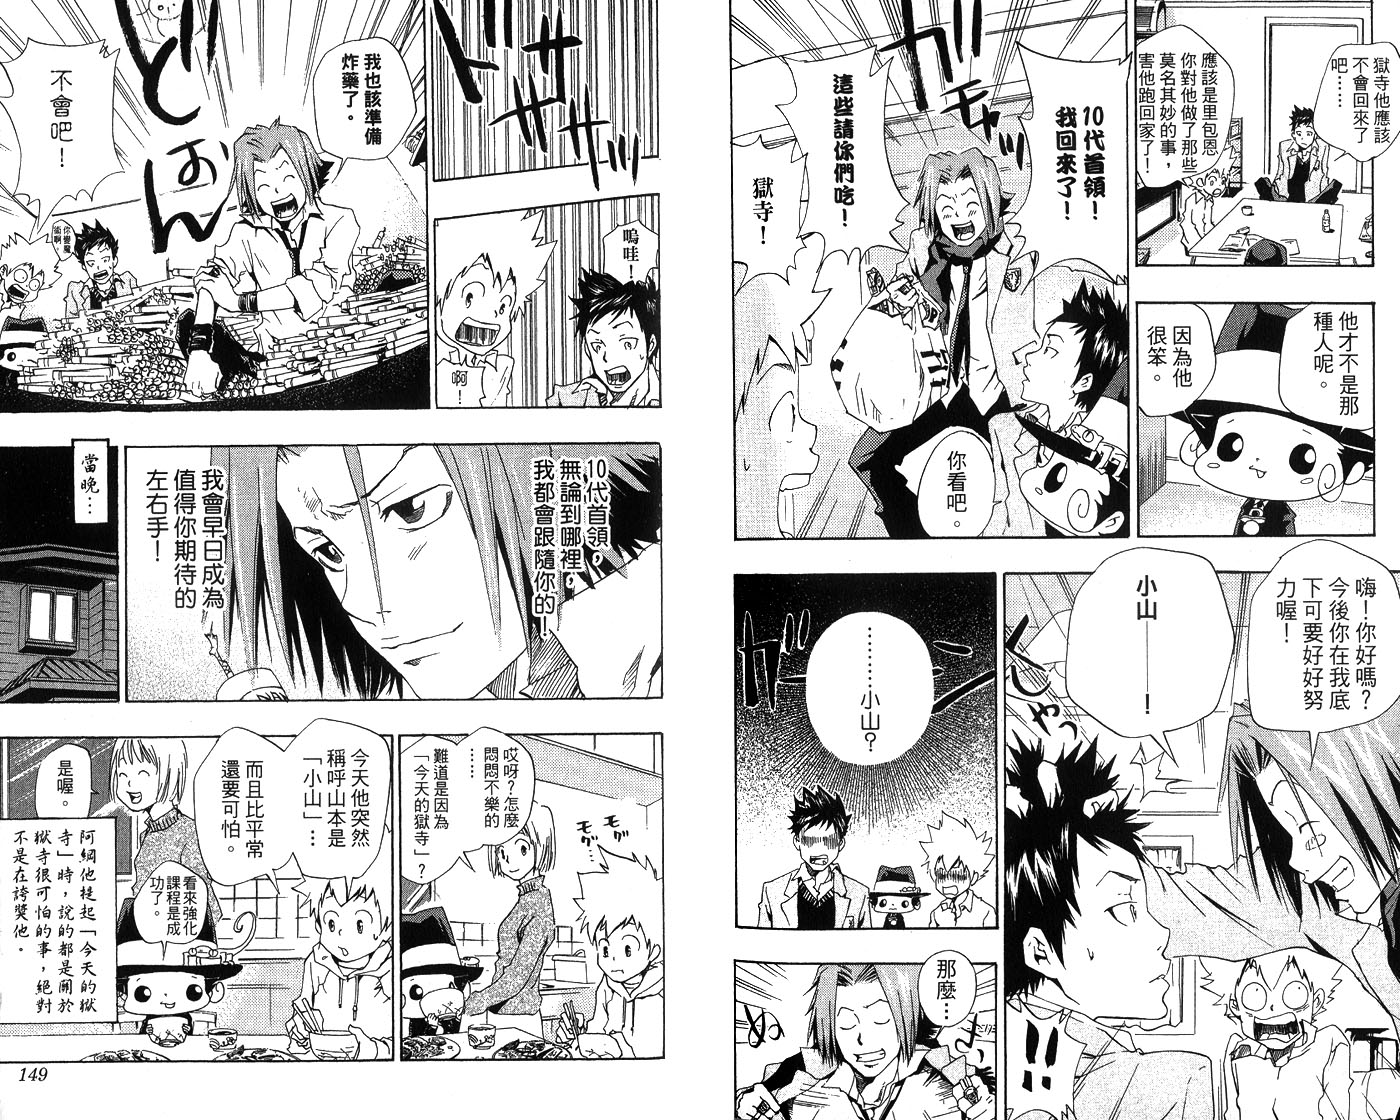 獄寺他應該
不會回來了
吧……
應該是里包恩
你對他做了那些
莫名其妙的事，
害他跑回家了！
他才不是那
種人呢。
因為他
很笨。
10代首領！
我回來了！
這些請你們吃！
獄寺！
你看吧。
嗨！你好嗎？
今後你在我底
下可要好好努
力喔！
小山——！
………小山？
那麼…
嗚哇！
啊！
我也該準備
炸藥了。
不會吧！
你變魔
術啊。
10代首領，
無論到哪裡，
我都會跟隨你的！
我會早日成為
值得你期待的
左右手！
當晚…
哎呀？怎麼
悶悶不樂的
……
難道是因為
「今天的獄寺」？
今天他突然
稱呼山本是
「小山」…
而且比平常
還要可怕。
看來強化
課程是成
功了。
是喔。
阿綱他提起「今天的獄
寺」時，說的都是關於
獄寺很可怕的事，絕對
不是在誇獎他。
149